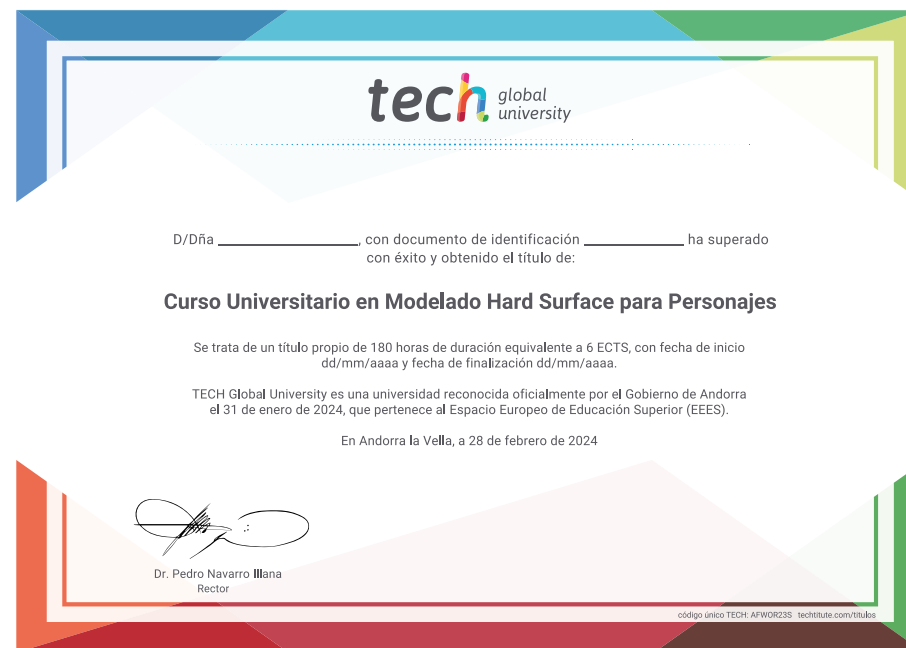 tech global university
D/Dña ____________________, con documento de identificación ______________ ha superado
con éxito y obtenido el título de:
Curso Universitario en Modelado Hard Surface para Personajes
Se trata de un título propio de 180 horas de duración equivalente a 6 ECTS, con fecha de inicio
dd/mm/aaaa y fecha de finalización dd/mm/aaaa.
TECH Global University es una universidad reconocida oficialmente por el Gobierno de Andorra
el 31 de enero de 2024, que pertenece al Espacio Europeo de Educación Superior (EEES).
En Andorra la Vella, a 28 de febrero de 2024
Dr. Pedro Navarro Illana
Rector
código único TECH: AFWOR23S techtitute.com/titulos